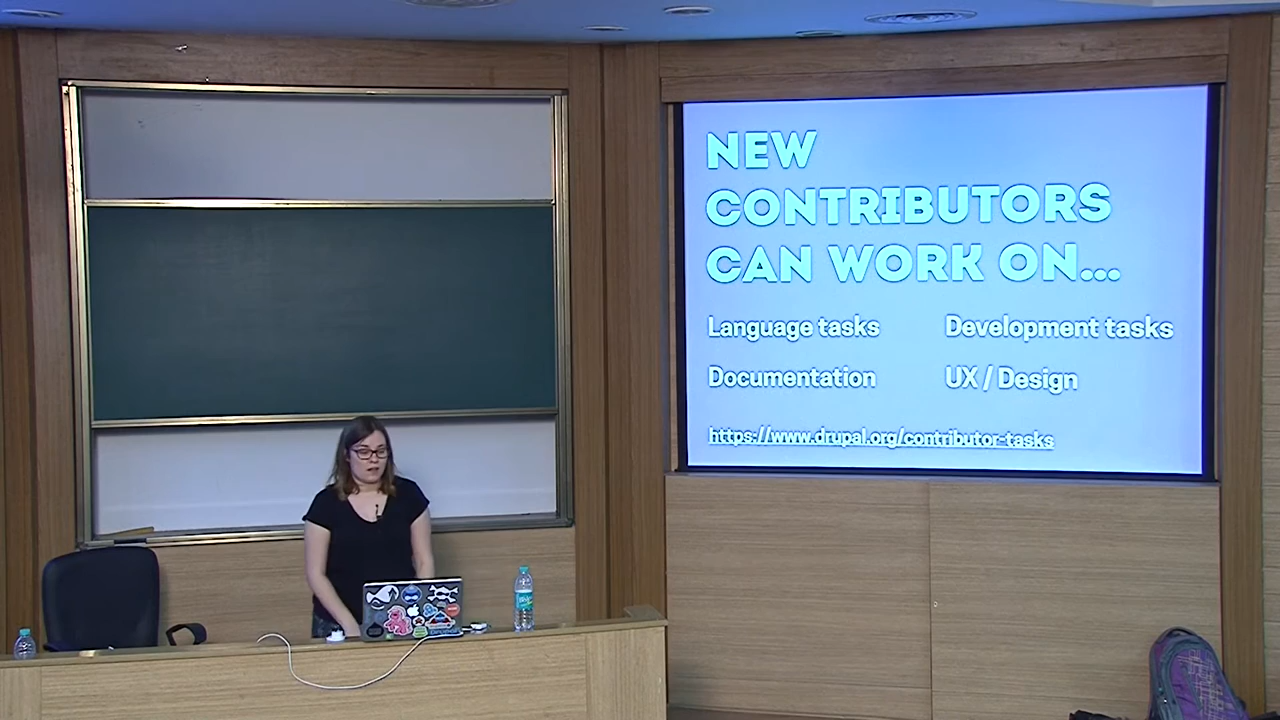 NEW
CONTRIBUTORS
CAN WORK ON...
Language tasks
Development tasks
Documentation
UX / Design
https://www.drupal.org/contributor-tasks